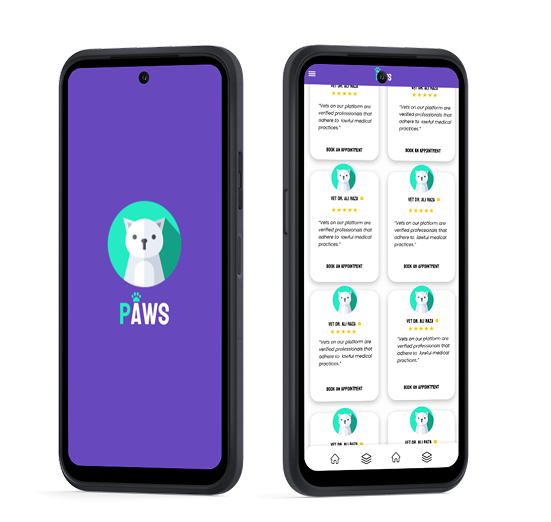 PAWS
PAWS
VET DR. ALI RAZA
VET DR. ALI RAZA
"Vets on our platform are
verified professionals that
adhere to lawful medical
practices."
"Vets on our platform are
verified professionals that
adhere to lawful medical
practices."
BOOK AN APPOINTMENT
BOOK AN APPOINTMENT
VET DR. ALI RAZA
VET DR. ALI RAZA
"Vets on our platform are
verified professionals that
adhere to lawful medical
practices."
"Vets on our platform are
verified professionals that
adhere to lawful medical
practices."
BOOK AN APPOINTMENT
BOOK AN APPOINTMENT
VET DR. ALI RAZA
VET DR. ALI RAZA
"Vets on our platform are
verified professionals that
adhere to lawful medical
practices."
"Vets on our platform are
verified professionals that
adhere to lawful medical
practices."
BOOK AN APPOINTMENT
BOOK AN APPOINTMENT
VET DR. ALI RAZA
VET DR. ALI RAZA